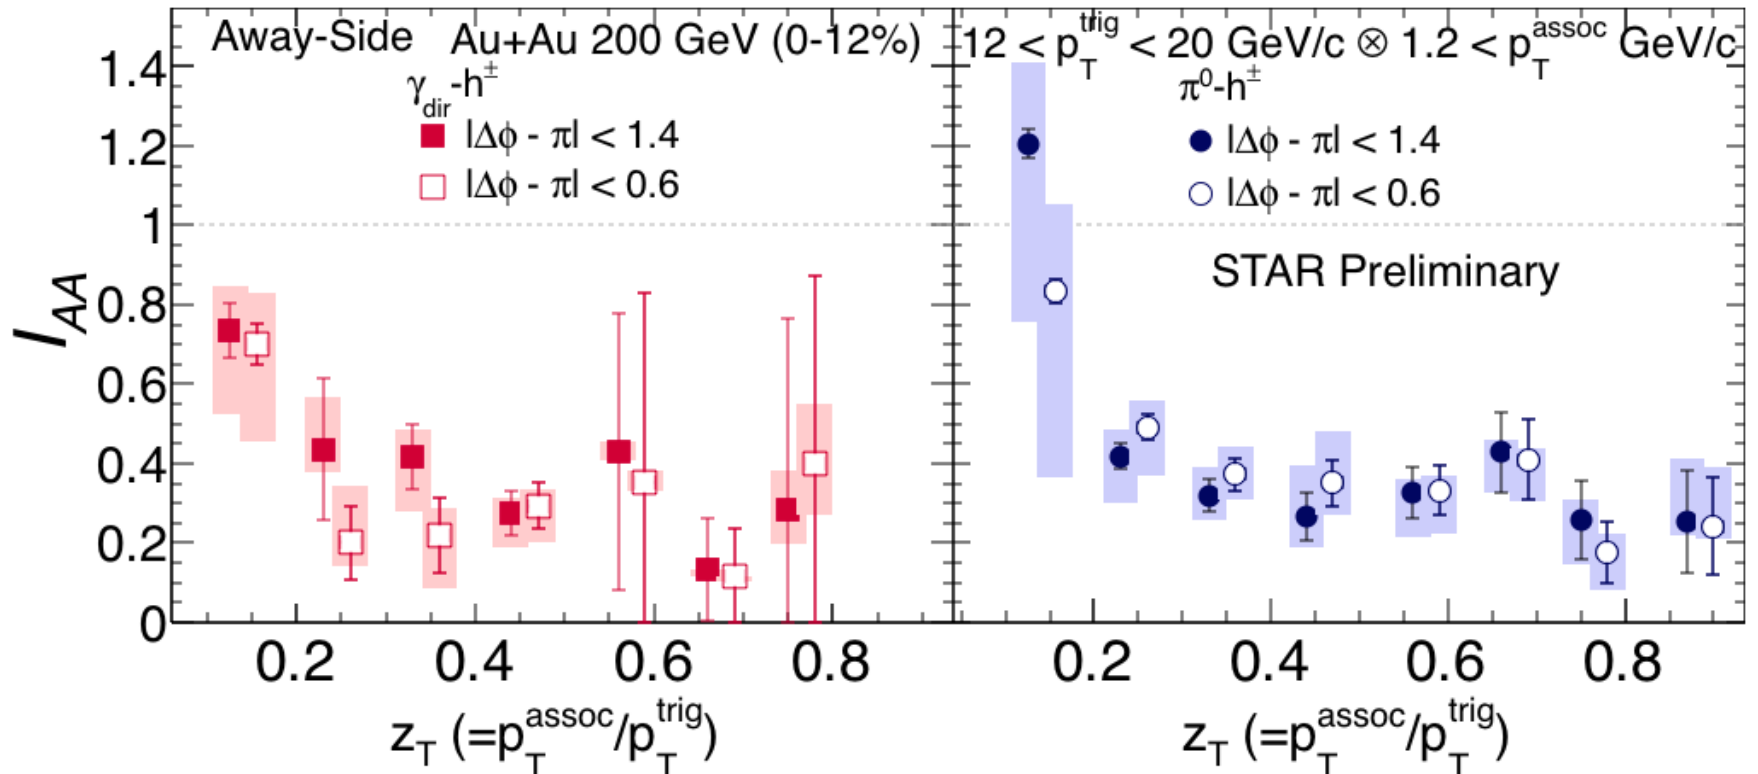 Away-Side Au+Au 200 GeV (0-12%)
γ_dir-h^±
|Δϕ - π| < 1.4
|Δϕ - π| < 0.6
12 < p_T^trig < 20 GeV/c ⊗ 1.2 < p_T^assoc GeV/c
π^0-h^±
|Δϕ - π| < 1.4
|Δϕ - π| < 0.6
STAR Preliminary
I_AA
1.4
1.2
1
0.8
0.6
0.4
0.2
0
0.2 0.4 0.6 0.8
0.2 0.4 0.6 0.8
z_T (=p_T^assoc/p_T^trig)
z_T (=p_T^assoc/p_T^trig)